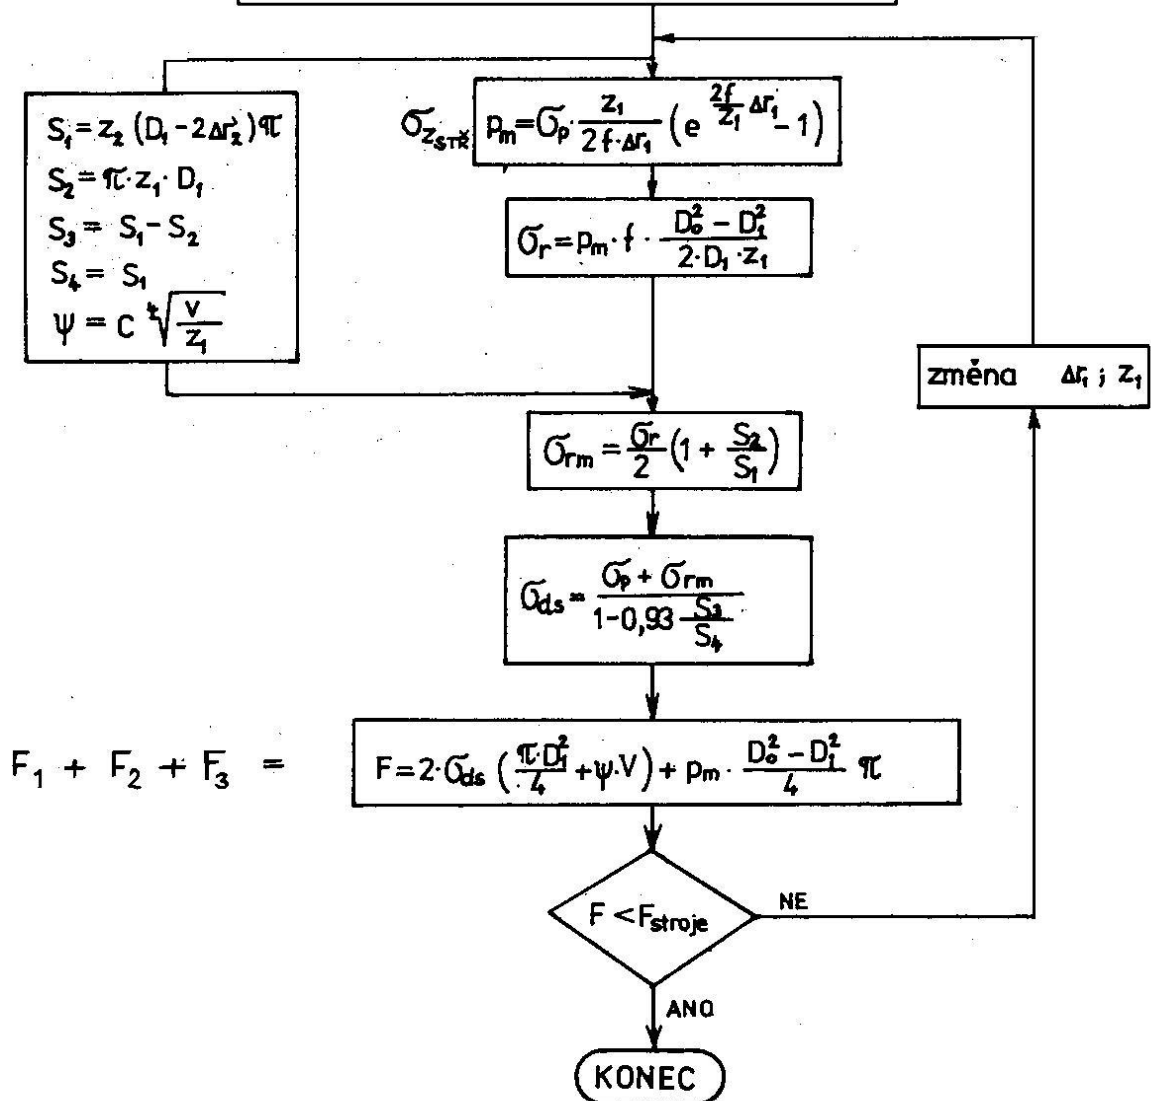 S₁ = z₂ (D₁ - 2Δr₂) π
S₂ = π · z₁ · D₁
S₃ = S₁ - S₂
S₄ = S₁
ψ = C ⁴√(v/z₁)
σ_zSTŘ p_m = σ_p · z₁/(2f·Δr₁) (e^((2f/z₁)Δr₁) - 1)
σ_r = p_m · f · (D₀² - D₁²)/(2·D₁·z₁)
změna Δr₁ ; z₁
σ_rm = σ_r/2 (1 + S₂/S₁)
σ_ds = (σ_p + σ_rm)/(1-0,93 S₃/S₄)
F₁ + F₂ + F₃ = F = 2·σ_ds (π·D₁²/4 + ψ.V) + p_m · (D₀² - D₁²)/4 π
F < F_stroje
NE
ANO
KONEC